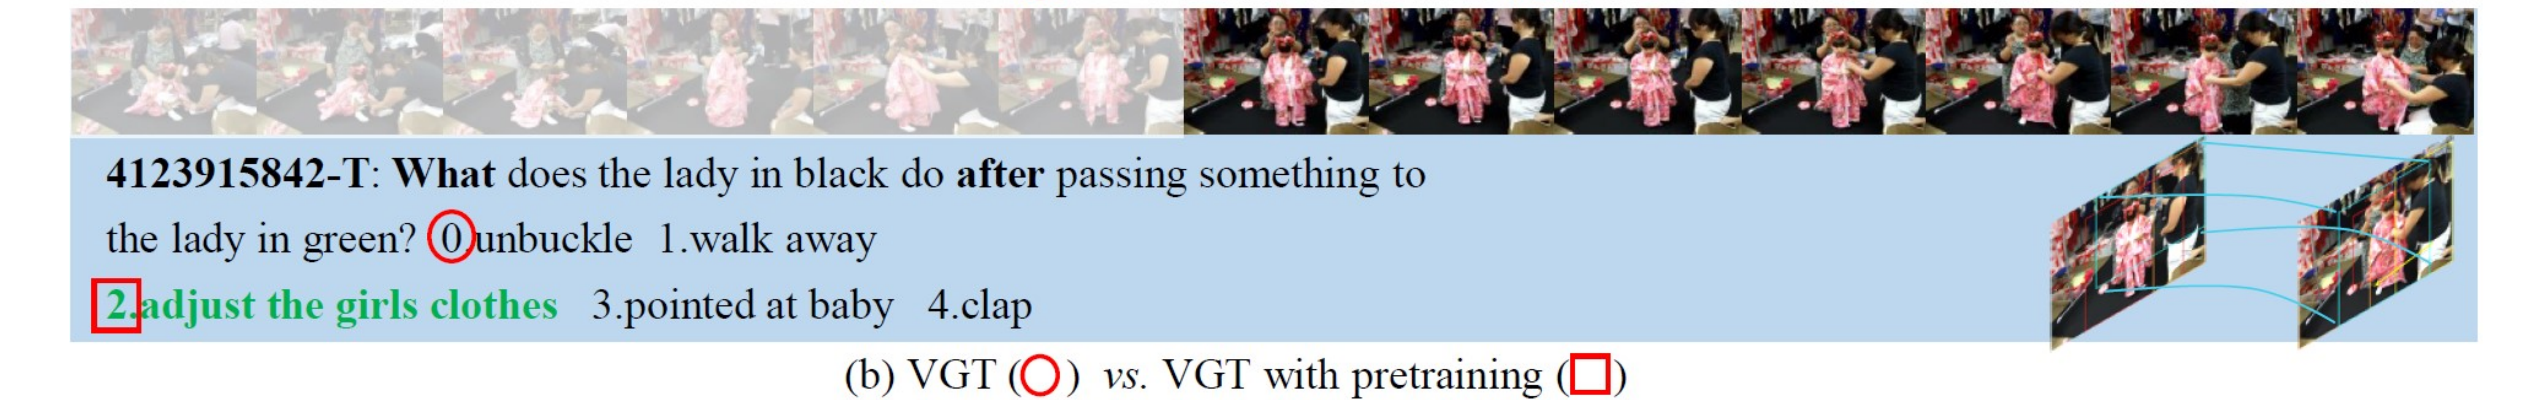 4123915842-T: What does the lady in black do after passing something to
the lady in green? 0.unbuckle 1.walk away
2.adjust the girls clothes 3.pointed at baby 4.clap
(b) VGT (○) vs. VGT with pretraining (□)